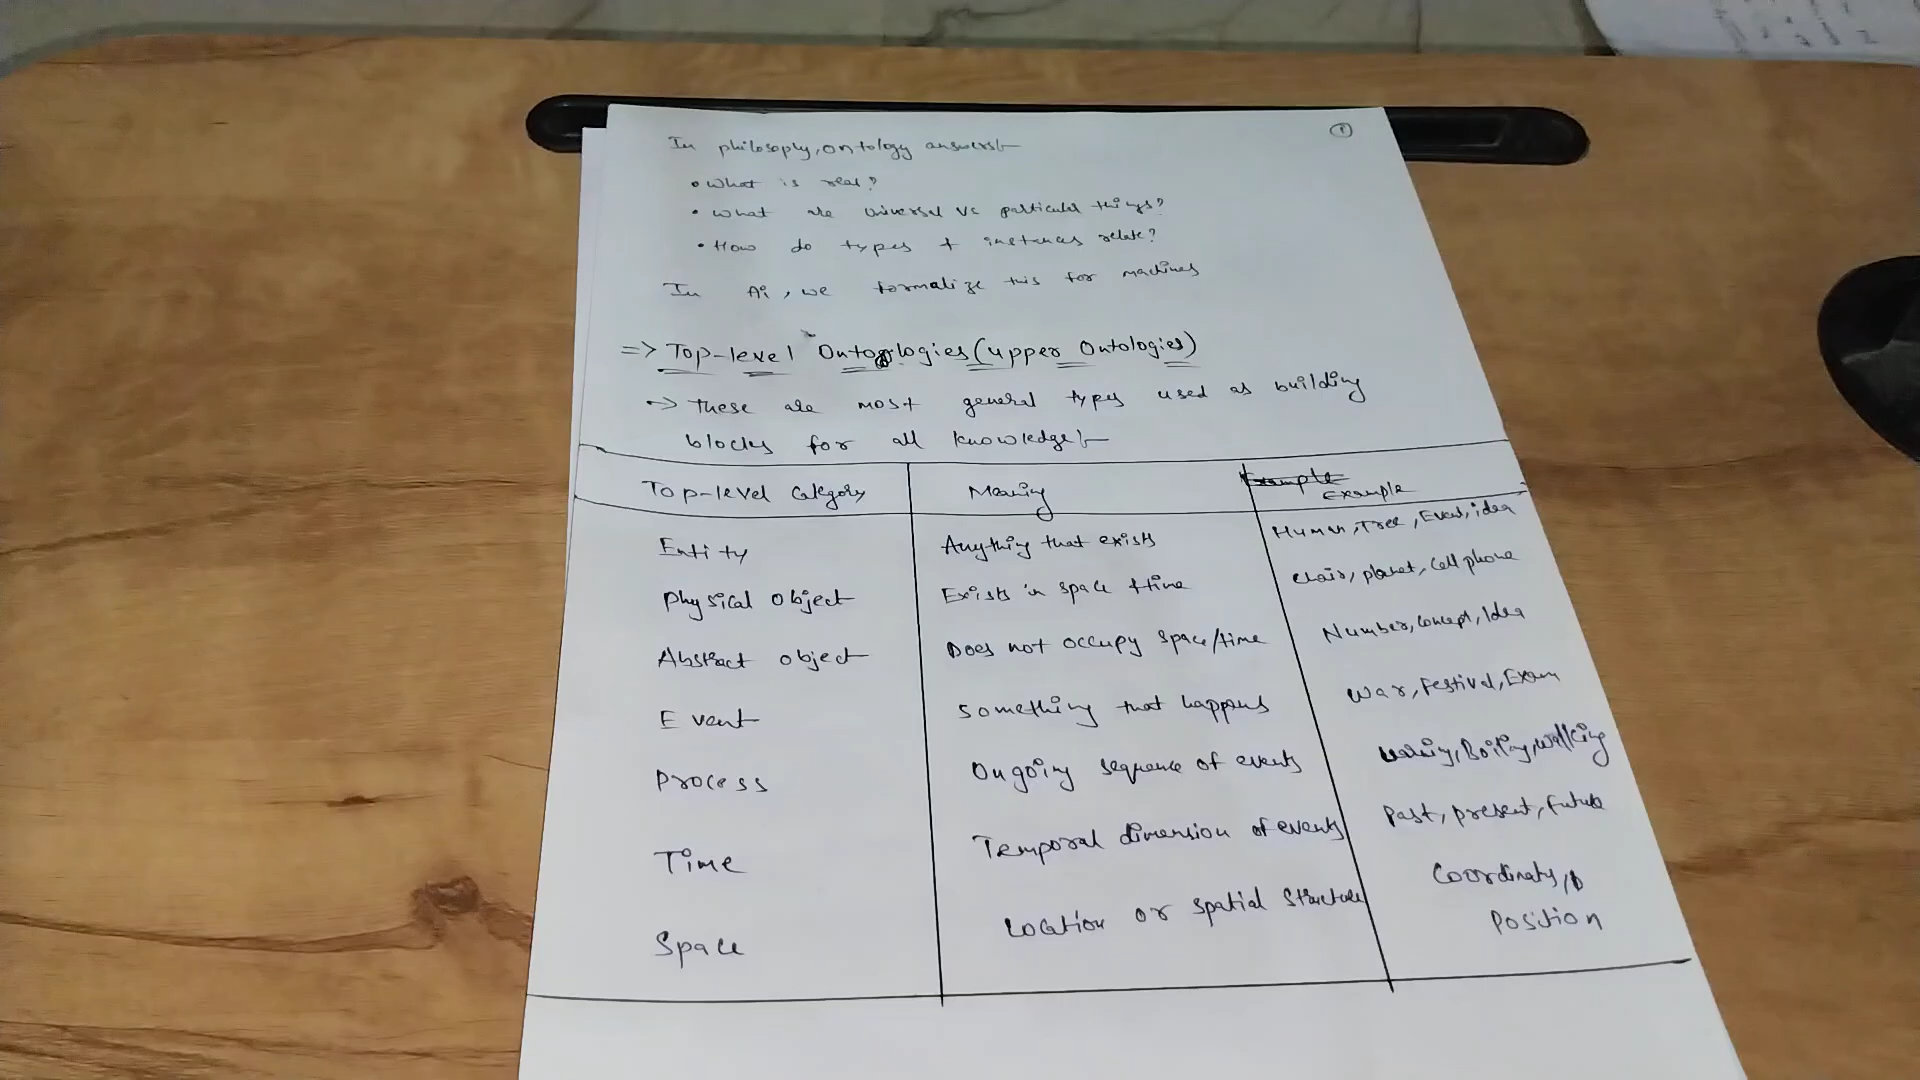 1
In philosophy, ontology answers:-
• What is real?
• What are universal vs particular things?
• How do types + instances relate?
In Ai, we formalize this for machines
=> Top-level Ontologies (upper Ontologies)
-> These are most general types used as building
blocks for all knowledge:-
Top-level Category Meaning Example
Entity Anything that exists Human, Tree, Event, idea
Physical object Exists in space + time Chair, planet, Cell phone
Abstract object Does not occupy space/time Number, concept, Idea
Event Something that happens War, Festival, Exam
Process Ongoing sequence of events Boiling, Walking
Time Temporal dimension of events Past, present, future
Space Location or spatial structure Coordinates,
Position